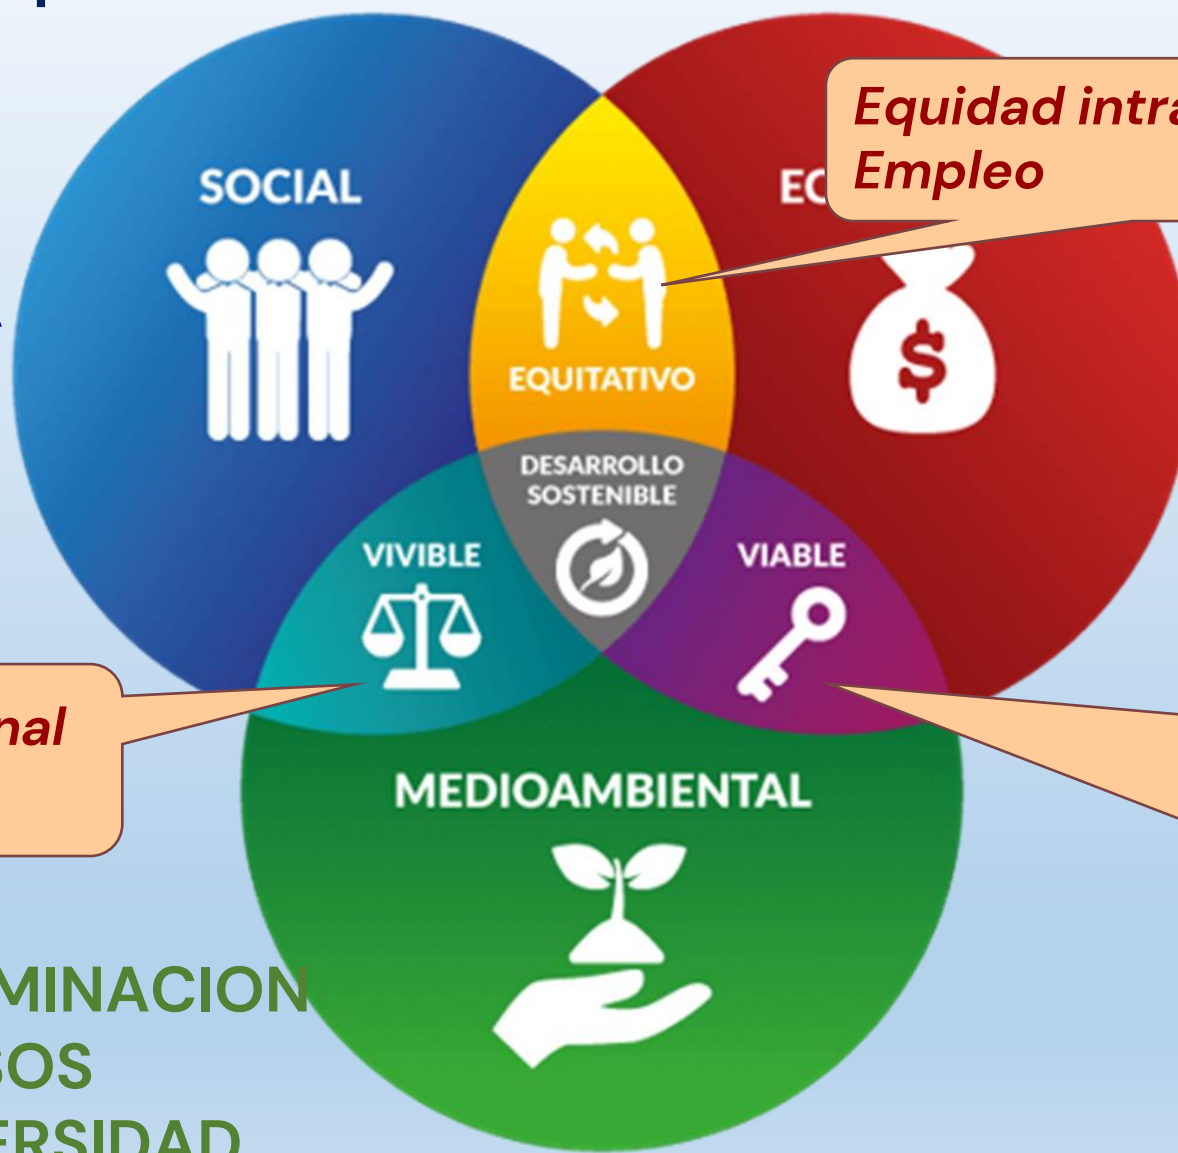 Equidad intra
Empleo
SOCIAL
EC
EQUITATIVO
$
DESARROLLO
SOSTENIBLE
VIVIBLE
VIABLE
nal
MEDIOAMBIENTAL
MINACION
SOS
ERSIDAD